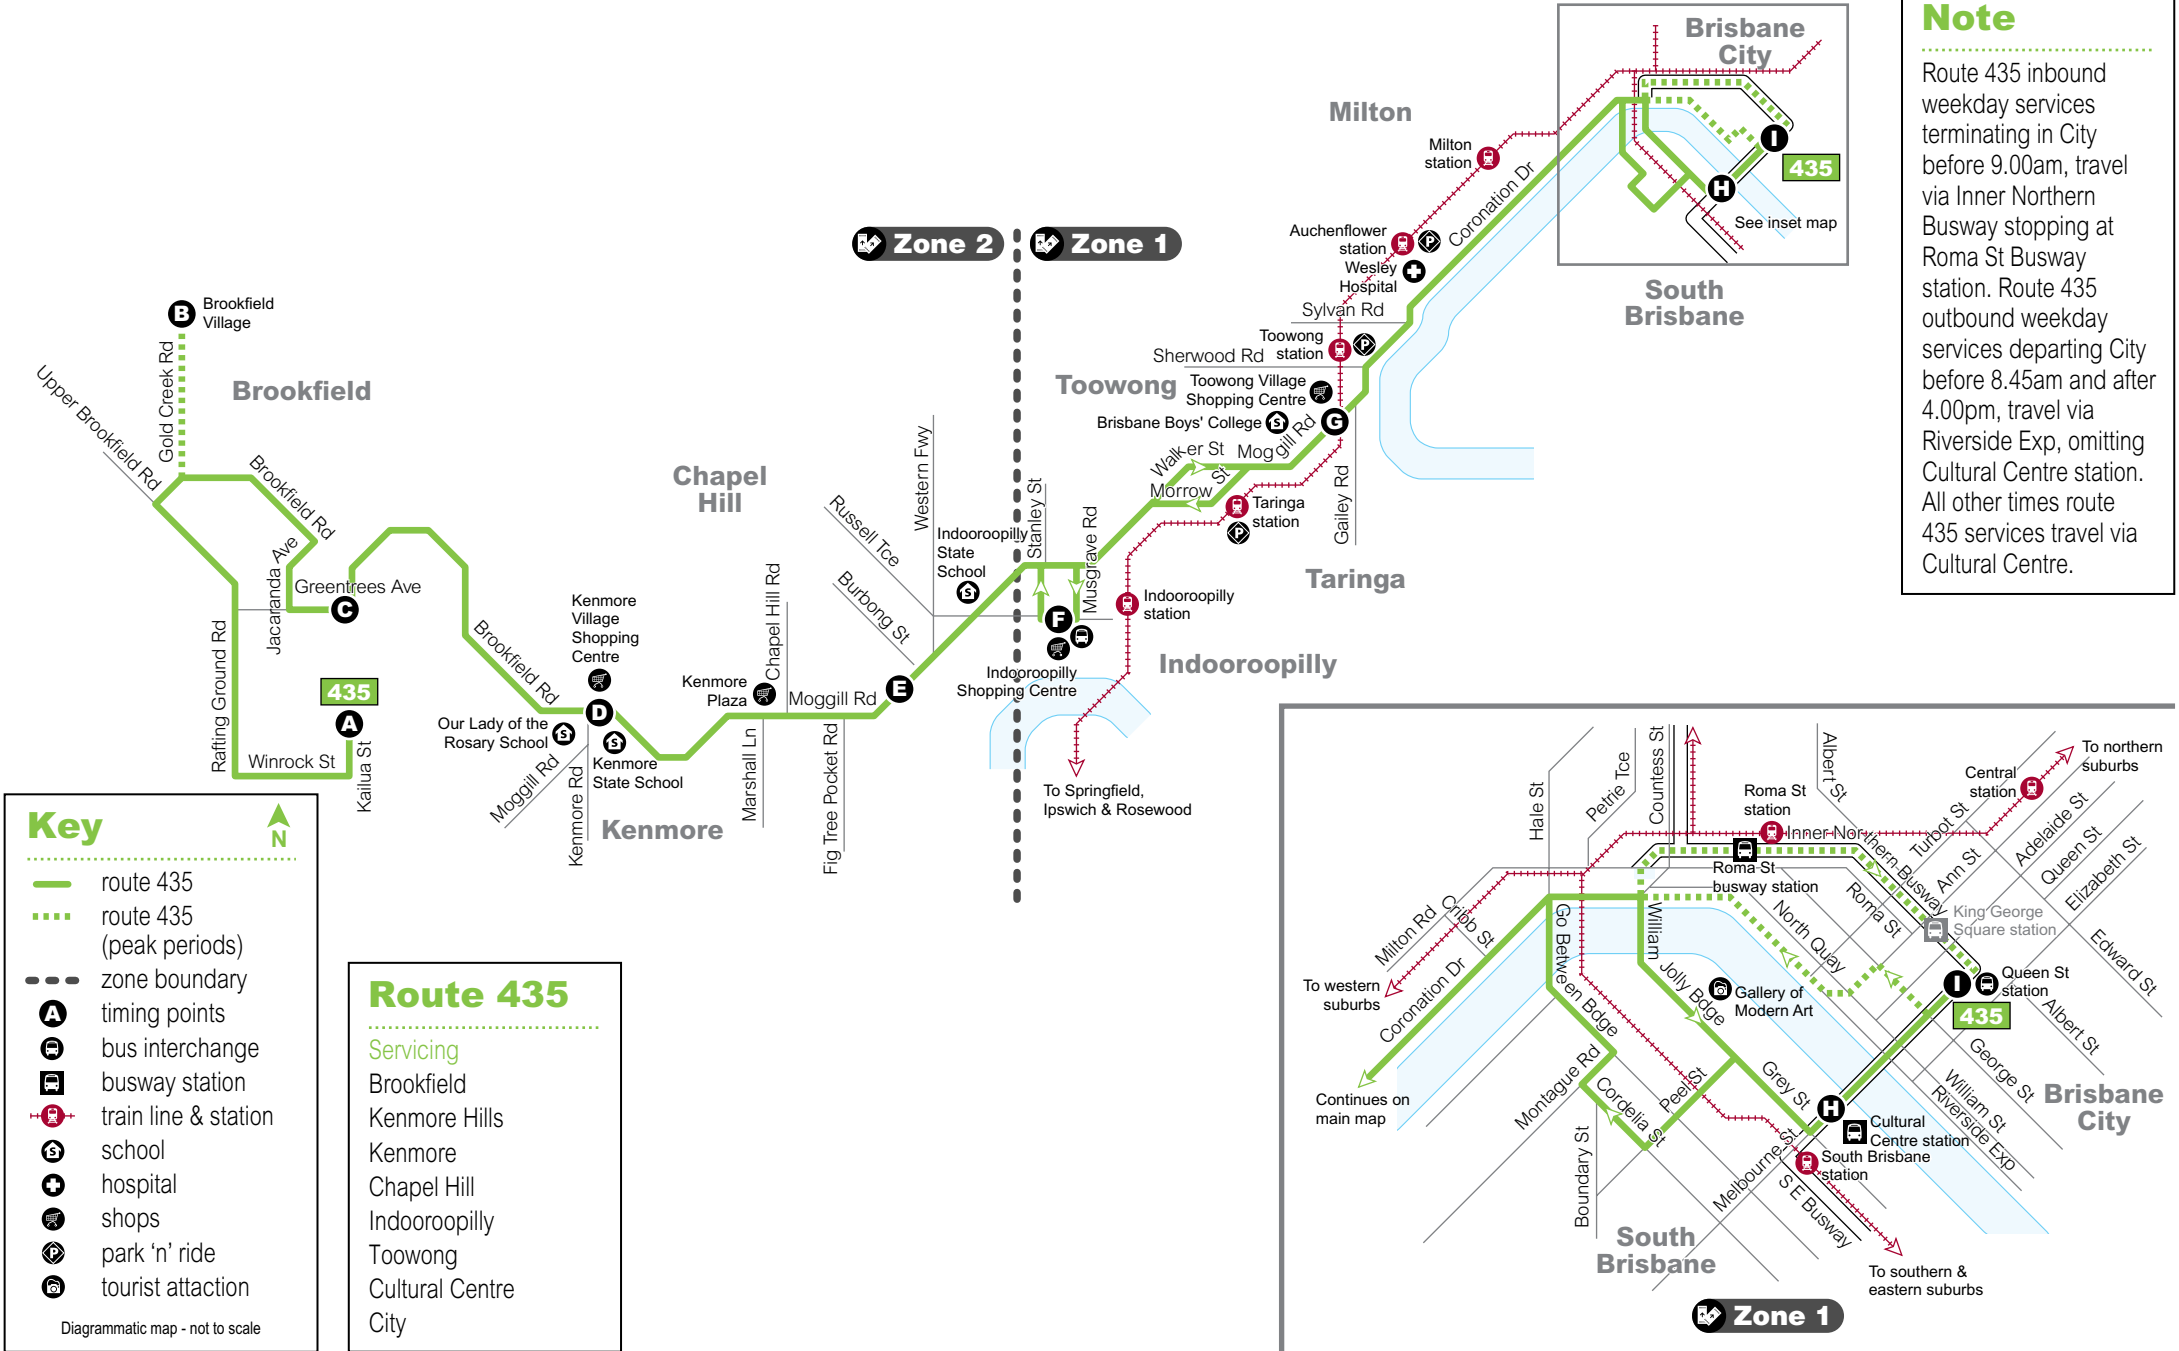 Brisbane
City
Milton
Milton
station
Coronation Dr
Auchenflower
station
Wesley
Hospital
I
435
H
See inset map
South
Brisbane
Zone 2
Zone 1
Sylvan Rd
Toowong
station
Sherwood Rd
Toowong
Toowong Village
Shopping Centre
Brisbane Boys' College
G
Moggill Rd
Walker St
Morrow St
Taringa
station
Gailey Rd
Taringa
B
Brookfield
Village
Gold Creek Rd
Brookfield
Upper Brookfield Rd
Brookfield Rd
Jacaranda Ave
Greentrees Ave
C
Rafting Ground Rd
435
A
Winrock St
Kailua St
Brookfield Rd
Kenmore
Village
Shopping
Centre
D
Our Lady of the
Rosary School
Kenmore
State School
Moggill Rd
Kenmore Rd
Kenmore
Kenmore
Plaza
Chapel Hill Rd
Moggill Rd
Marshall Ln
Fig Tree Pocket Rd
E
Chapel
Hill
Russell Tce
Burbong St
Western Fwy
Indooroopilly
State
School
Stanley St
Musgrave Rd
F
Indooroopilly
station
Indooroopilly
Shopping Centre
Indooroopilly
To Springfield,
Ipswich & Rosewood
Note
Route 435 inbound
weekday services
terminating in City
before 9.00am, travel
via Inner Northern
Busway stopping at
Roma St Busway
station. Route 435
outbound weekday
services departing City
before 8.45am and after
4.00pm, travel via
Riverside Exp, omitting
Cultural Centre station.
All other times route
435 services travel via
Cultural Centre.
Key
N
route 435
route 435
(peak periods)
zone boundary
A timing points
bus interchange
busway station
train line & station
school
hospital
shops
park 'n' ride
tourist attaction
Diagrammatic map - not to scale
Route 435
Servicing
Brookfield
Kenmore Hills
Kenmore
Chapel Hill
Indooroopilly
Toowong
Cultural Centre
City
Hale St
Petrie Tce
Countess St
Albert St
Roma St
station
Inner Northern Busway
Central
station
To northern
suburbs
Turbot St
Ann St
Adelaide St
Queen St
Elizabeth St
Edward St
Roma St
busway station
Roma St
North Quay
King George
Square station
Queen St
station
I
435
Albert St
George St
William St
Riverside Exp
Brisbane
City
Milton Rd
Cribb St
To western
suburbs
Coronation Dr
Continues on
main map
Go Between Bdge
William Jolly Bdge
Gallery of
Modern Art
Montague Rd
Cordelia St
Peel St
Grey St
H
Cultural
Centre station
South Brisbane
station
Melbourne St
S E Busway
Boundary St
South
Brisbane
To southern &
eastern suburbs
Zone 1